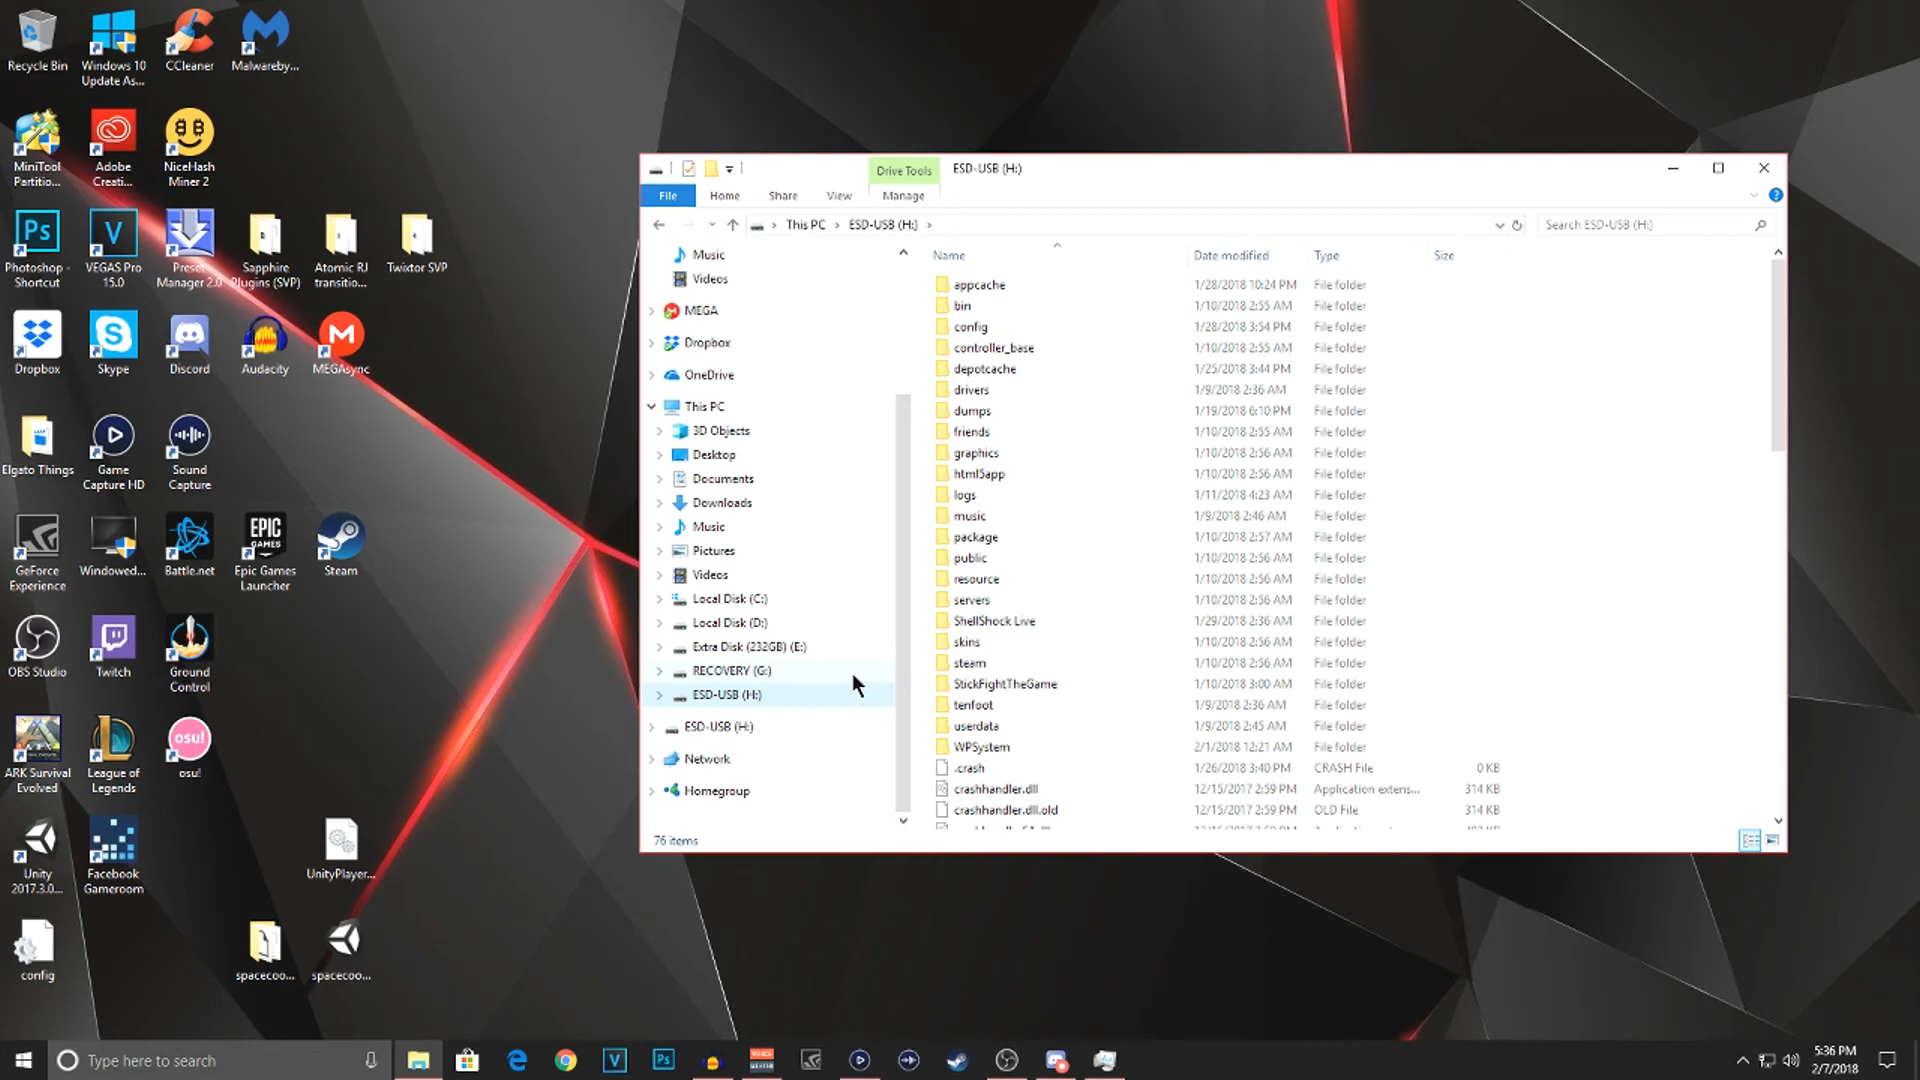 Recycle Bin
Windows 10
Update As...
CCleaner
Malwareby...
MiniTool
Partitio...
Adobe
Creati...
NiceHash
Miner 2
Ps
Photoshop -
Shortcut
V
VEGAS Pro
15.0
Preset
Manager 2.0
Sapphire
Plugins (SVP)
Atomic RJ
transitio...
Twixtor SVP
Dropbox
Skype
Discord
Audacity
MEGAsync
Elgato Things
Game
Capture HD
Sound
Capture
GeForce
Experience
Windowed...
Battle.net
EPIC
GAMES
Epic Games
Launcher
Steam
OBS Studio
Twitch
Ground
Control
ARK Survival
Evolved
League of
Legends
osu!
osu!
Unity
2017.3.0...
Facebook
Gameroom
UnityPlayer...
config
spacecoo...
spacecoo...
Drive Tools
ESD-USB (H:)
File
Home
Share
View
Manage
This PC
ESD-USB (H:)
Search ESD-USB (H:)
Music
Videos
MEGA
Dropbox
OneDrive
This PC
3D Objects
Desktop
Documents
Downloads
Music
Pictures
Videos
Local Disk (C:)
Local Disk (D:)
Extra Disk (232GB) (E:)
RECOVERY (G:)
ESD-USB (H:)
ESD-USB (H:)
Network
Homegroup
Name Date modified Type Size
appcache 1/28/2018 10:24 PM File folder
bin 1/10/2018 2:55 AM File folder
config 1/28/2018 3:54 PM File folder
controller_base 1/10/2018 2:55 AM File folder
depotcache 1/25/2018 3:44 PM File folder
drivers 1/9/2018 2:36 AM File folder
dumps 1/19/2018 6:10 PM File folder
friends 1/10/2018 2:55 AM File folder
graphics 1/10/2018 2:56 AM File folder
html5app 1/10/2018 2:56 AM File folder
logs 1/11/2018 4:23 AM File folder
music 1/9/2018 2:46 AM File folder
package 1/10/2018 2:57 AM File folder
public 1/10/2018 2:56 AM File folder
resource 1/10/2018 2:56 AM File folder
servers 1/10/2018 2:56 AM File folder
ShellShock Live 1/29/2018 2:36 AM File folder
skins 1/10/2018 2:56 AM File folder
steam 1/10/2018 2:56 AM File folder
StickFightTheGame 1/10/2018 3:00 AM File folder
tenfoot 1/9/2018 2:36 AM File folder
userdata 1/9/2018 2:45 AM File folder
WPSystem 2/1/2018 12:21 AM File folder
.crash 1/26/2018 3:40 PM CRASH File 0 KB
crashhandler.dll 12/15/2017 2:59 PM Application extens... 314 KB
crashhandler.dll.old 12/15/2017 2:59 PM OLD File 314 KB
76 items
Type here to search
5:36 PM
2/7/2018